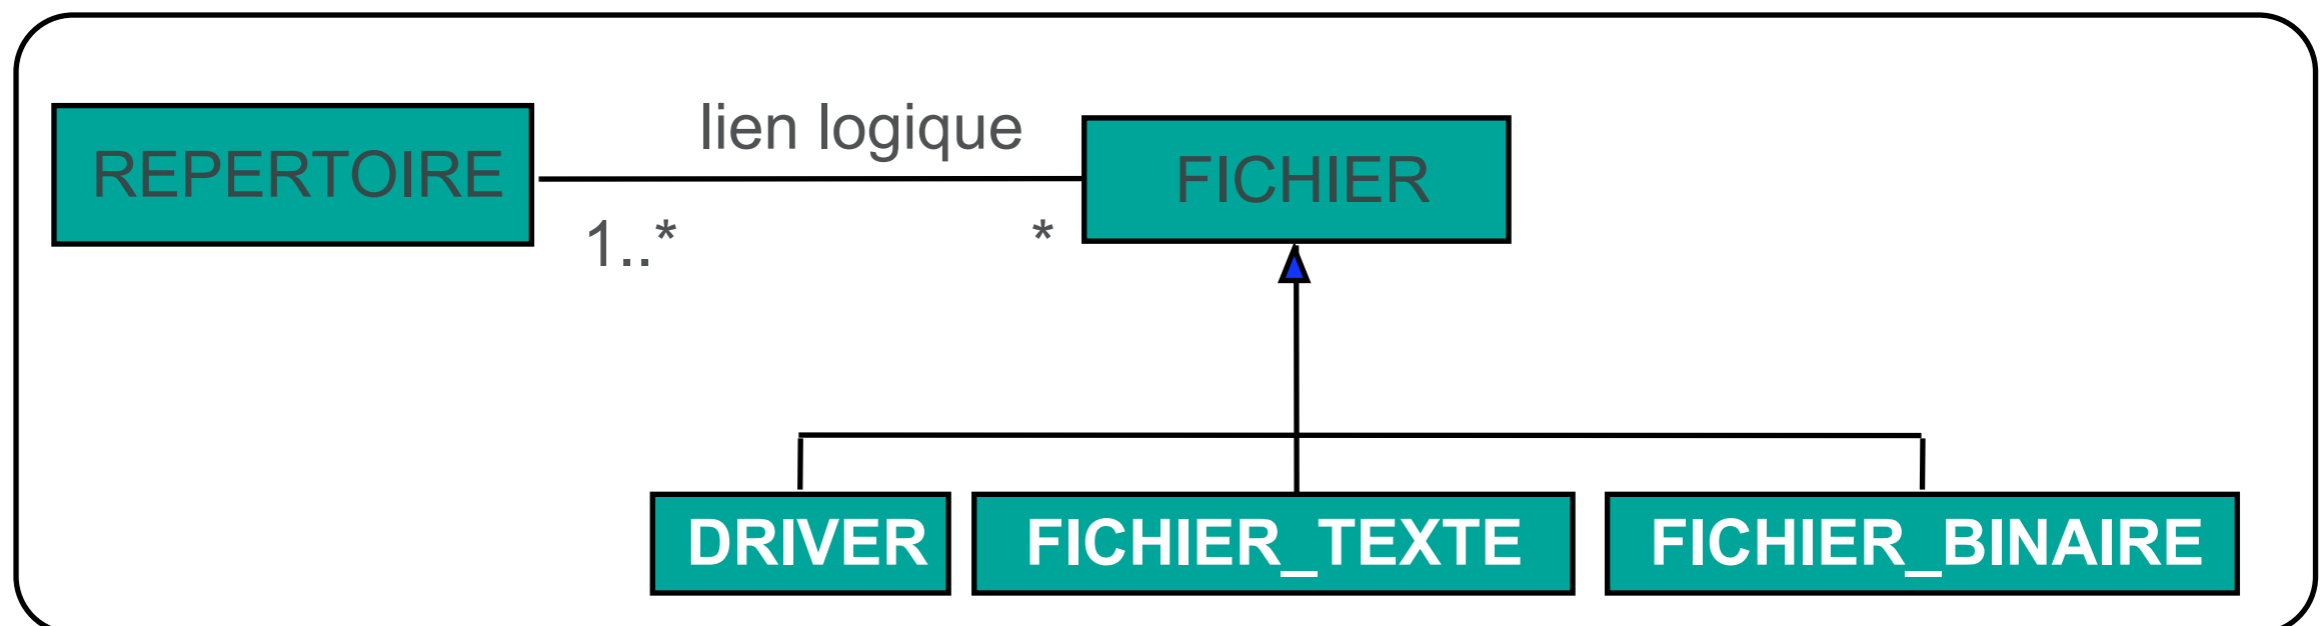 lien logique
REPERTOIRE
FICHIER
1..*
*
DRIVER
FICHIER_TEXTE
FICHIER_BINAIRE